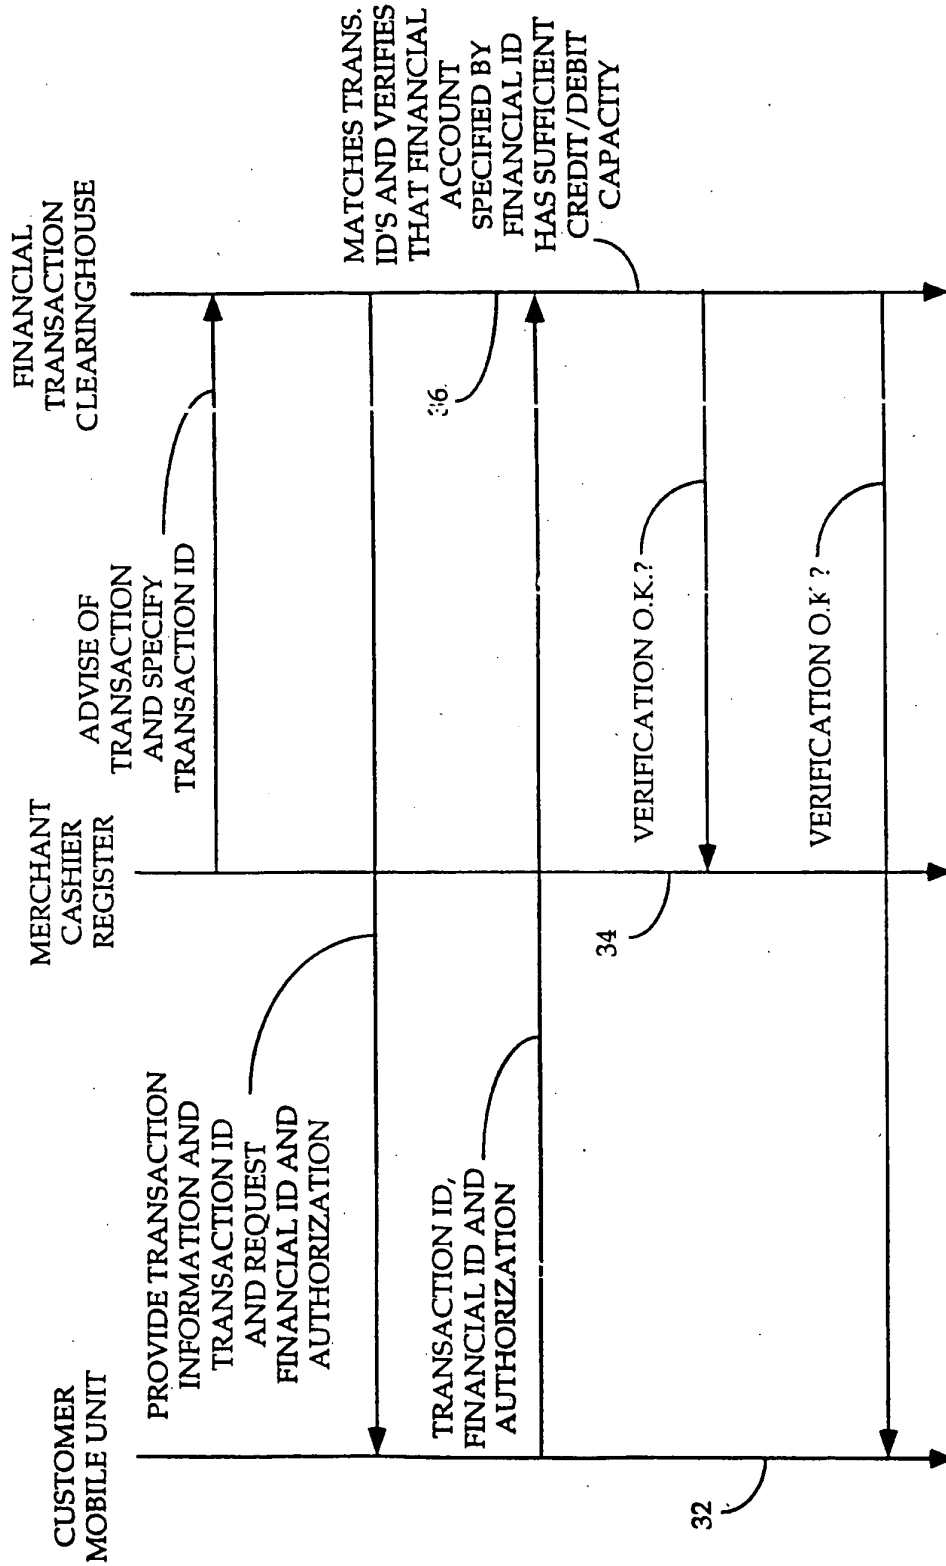 CUSTOMER
MOBILE UNIT
MERCHANT
CASHIER
REGISTER
FINANCIAL
TRANSACTION
CLEARINGHOUSE
ADVISE OF
TRANSACTION
AND SPECIFY
TRANSACTION ID
PROVIDE TRANSACTION
INFORMATION AND
TRANSACTION ID
AND REQUEST
FINANCIAL ID AND
AUTHORIZATION
36
TRANSACTION ID,
FINANCIAL ID AND
AUTHORIZATION
MATCHES TRANS.
ID'S AND VERIFIES
THAT FINANCIAL
ACCOUNT
SPECIFIED BY
FINANCIAL ID
HAS SUFFICIENT
CREDIT/DEBIT
CAPACITY
34
VERIFICATION O.K.?
32
VERIFICATION O.K ?